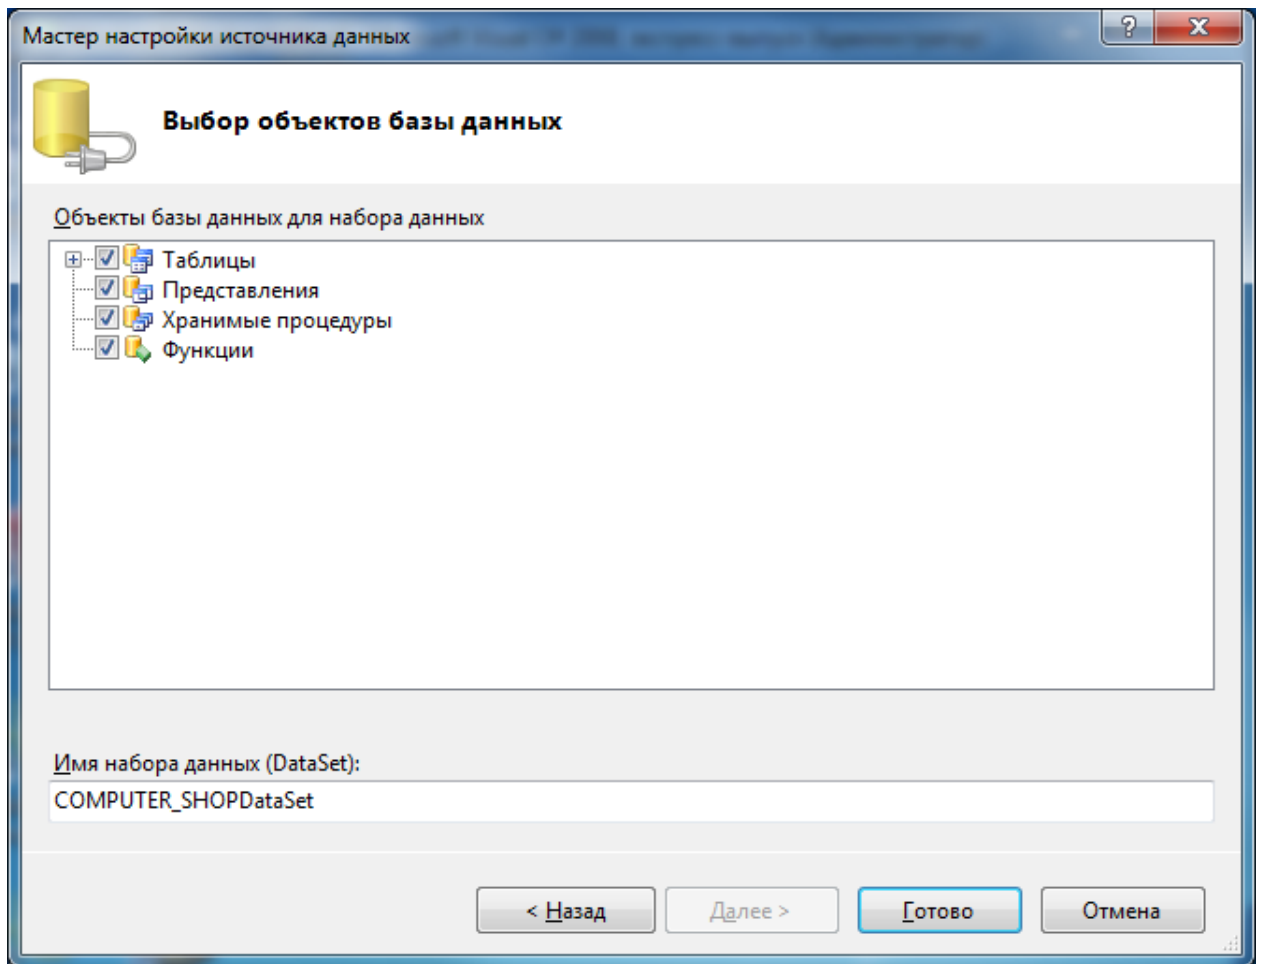 Мастер настройки источника данных
?
X
Выбор объектов базы данных
Объекты базы данных для набора данных
Таблицы
Представления
Хранимые процедуры
Функции
Имя набора данных (DataSet):
COMPUTER_SHOPDataSet
< Назад
Далее >
Готово
Отмена